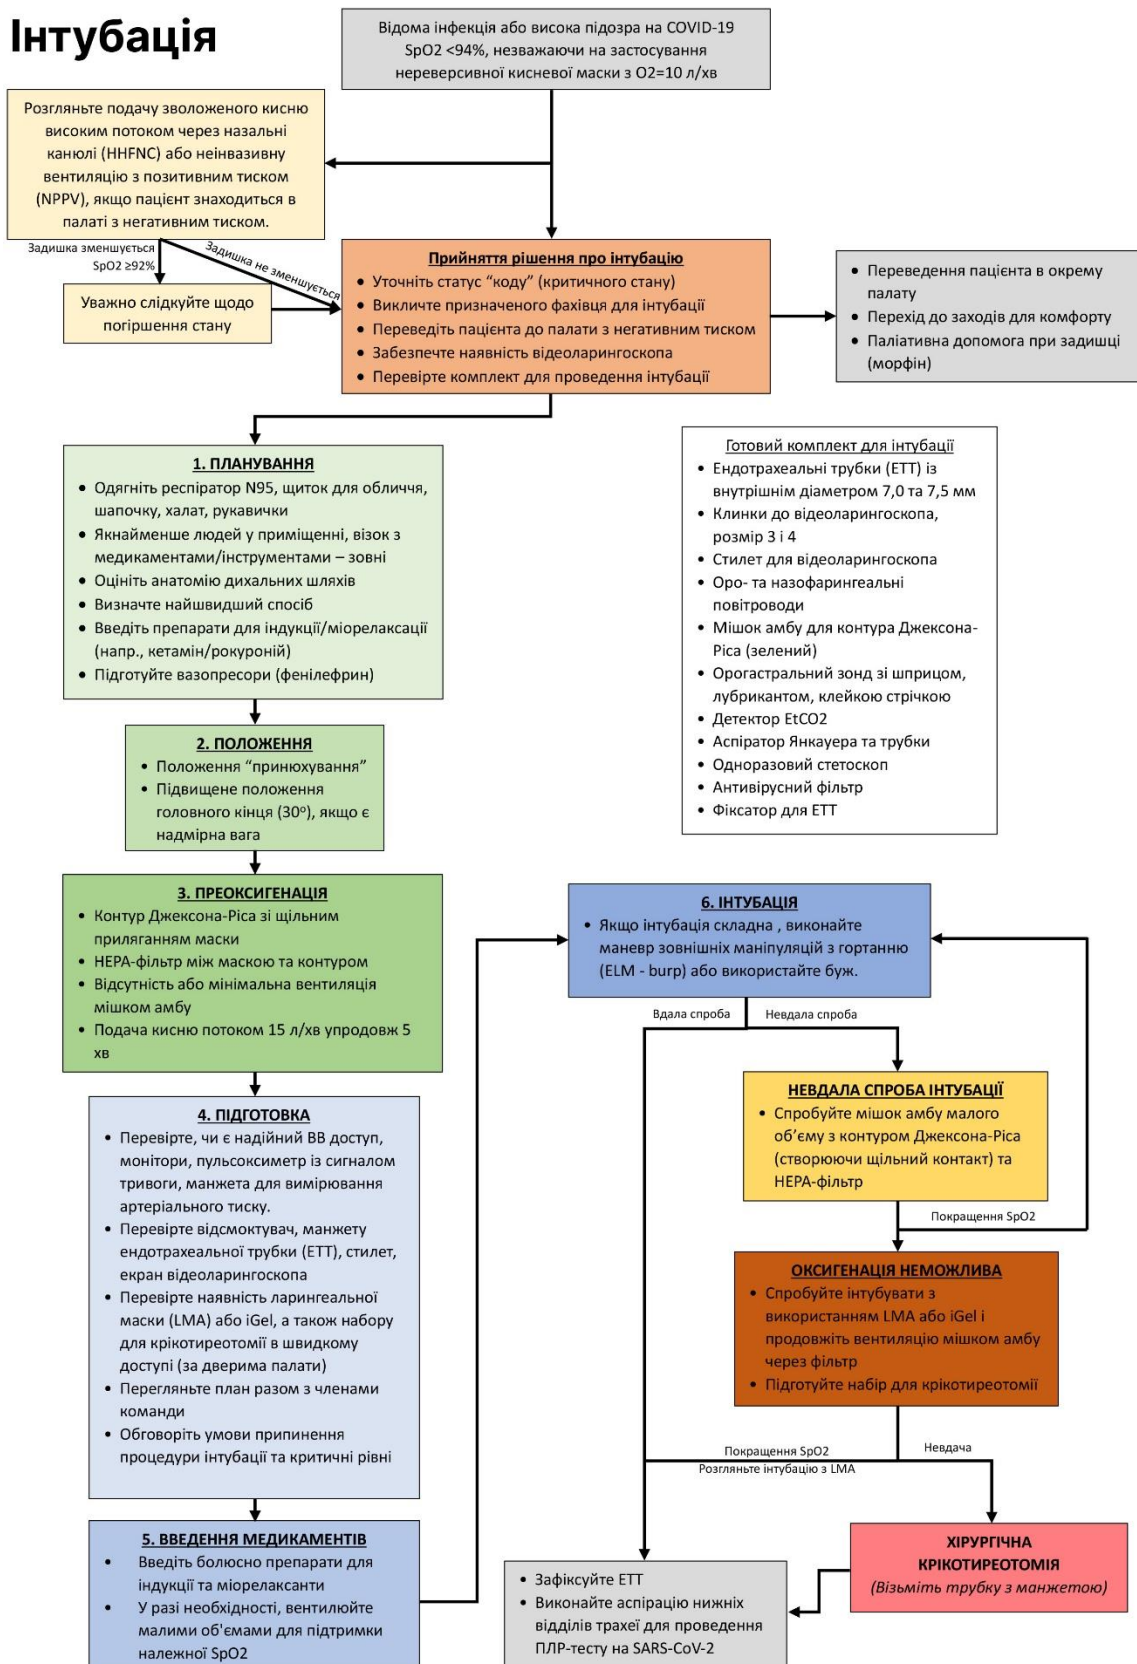 Інтубація
Відома інфекція або висока підозра на COVID-19
SpO2 <94%, незважаючи на застосування
нереверсивної кисневої маски з О2=10 л/хв
Розгляньте подачу зволоженого кисню
високим потоком через назальні
канюлі (HHFNC) або неінвазивну
вентиляцію з позитивним тиском
(NPPV), якщо пацієнт знаходиться в
палаті з негативним тиском.
Задишка зменшується
SpO2 ≥92%
Задишка не зменшується
Уважно слідкуйте щодо
погіршення стану
Прийняття рішення про інтубацію
• Уточніть статус “коду” (критичного стану)
• Викличте призначеного фахівця для інтубації
• Переведіть пацієнта до палати з негативним тиском
• Забезпечте наявність відеоларингоскопа
• Перевірте комплект для проведення інтубації
• Переведення пацієнта в окрему
палату
• Перехід до заходів для комфорту
• Паліативна допомога при задишці
(морфін)
1. ПЛАНУВАННЯ
• Одягніть респіратор N95, щиток для обличчя,
шапочку, халат, рукавички
• Якнайменше людей у приміщенні, візок з
медикаментами/інструментами – зовні
• Оцініть анатомію дихальних шляхів
• Визначте найшвидший спосіб
• Введіть препарати для індукції/міорелаксації
(напр., кетамін/рокуроній)
• Підготуйте вазопресори (фенілефрин)
Готовий комплект для інтубації
• Ендотрахеальні трубки (ЕТТ) із
внутрішнім діаметром 7,0 та 7,5 мм
• Клинки до відеоларингоскопа,
розмір 3 і 4
• Стилет для відеоларингоскопа
• Оро- та назофарингеальні
повітроводи
• Мішок амбу для контура Джексона-
Ріса (зелений)
• Орогастральний зонд зі шприцом,
лубрикантом, клейкою стрічкою
• Детектор EtCO2
• Аспіратор Янкауера та трубки
• Одноразовий стетоскоп
• Антивірусний фільтр
• Фіксатор для ЕТТ
2. ПОЛОЖЕННЯ
• Положення “принюхування”
• Підвищене положення
головного кінця (30º), якщо є
надмірна вага
3. ПРЕОКСИГЕНАЦІЯ
• Контур Джексона-Ріса зі щільним
приляганням маски
• HEPA-фільтр між маскою та контуром
• Відсутність або мінімальна вентиляція
мішком амбу
• Подача кисню потоком 15 л/хв упродовж 5
хв
6. ІНТУБАЦІЯ
• Якщо інтубація складна , виконайте
маневр зовнішніх маніпуляцій з гортанню
(ELM - burp) або використайте буж.
Вдала спроба
Невдала спроба
НЕВДАЛА СПРОБА ІНТУБАЦІЇ
• Спробуйте мішок амбу малого
об’єму з контуром Джексона-Ріса
(створюючи щільний контакт) та
HEPA-фільтр
Покращення SpO2
4. ПІДГОТОВКА
• Перевірте, чи є надійний ВВ доступ,
монітори, пульсоксиметр із сигналом
тривоги, манжета для вимірювання
артеріального тиску.
• Перевірте відсмоктувач, манжету
ендотрахеальної трубки (ЕТТ), стилет,
екран відеоларингоскопа
• Перевірте наявність ларингеальної
маски (LMA) або iGel, а також набору
для крікотиреотомії в швидкому
доступі (за дверима палати)
• Перегляньте план разом з членами
команди
• Обговоріть умови припинення
процедури інтубації та критичні рівні
ОКСИГЕНАЦІЯ НЕМОЖЛИВА
• Спробуйте інтубувати з
використанням LMA або iGel і
продовжіть вентиляцію мішком амбу
через фільтр
• Підготуйте набір для крікотиреотомії
Покращення SpO2
Розгляньте інтубацію з LMA
Невдача
5. ВВЕДЕННЯ МЕДИКАМЕНТІВ
• Введіть болюсно препарати для
індукції та міорелаксанти
• У разі необхідності, вентилюйте
малими об'ємами для підтримки
належної SpO2
• Зафіксуйте ЕТТ
• Виконайте аспірацію нижніх
відділів трахеї для проведення
ПЛР-тесту на SARS-CoV-2
ХІРУРГІЧНА
КРІКОТИРЕОТОМІЯ
(Візьміть трубку з манжетою)